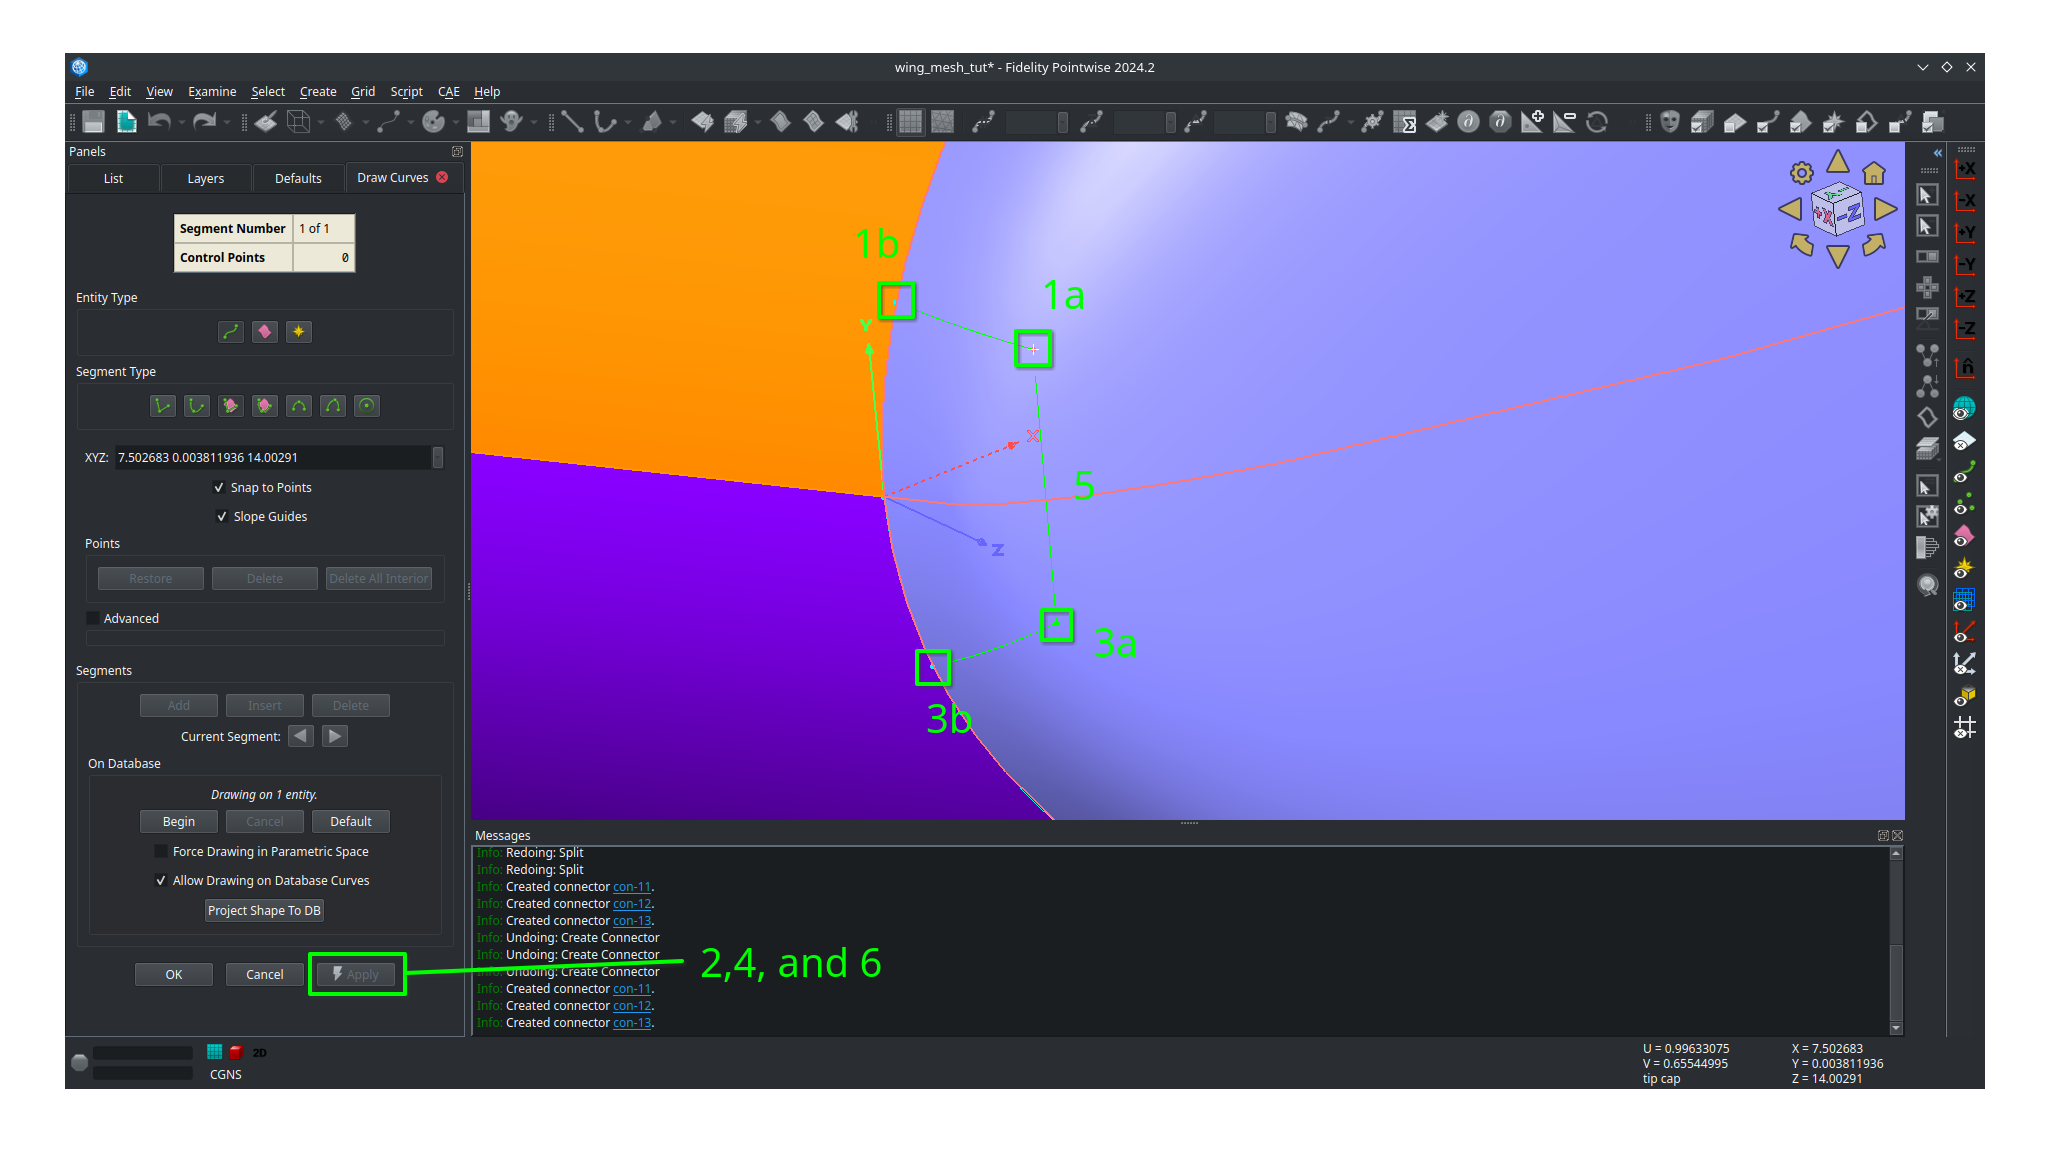 wing_mesh_tut* - Fidelity Pointwise 2024.2
File Edit View Examine Select Create Grid Script CAE Help
Panels
List Layers Defaults Draw Curves
Segment Number 1 of 1
Control Points 0
Entity Type
Segment Type
XYZ: 7.502683 0.003811936 14.00291
Snap to Points
Slope Guides
Points
Restore Delete Delete All Interior
Advanced
Segments
Add Insert Delete
Current Segment:
On Database
Drawing on 1 entity.
Begin Cancel Default
Force Drawing in Parametric Space
Allow Drawing on Database Curves
Project Shape To DB
OK Cancel Apply
1b
1a
Y
X
5
Z
3a
3b
+X
-Z
+X
-X
+Y
-Y
+Z
-Z
n̂
Messages
Info: Redoing: Split
Info: Redoing: Split
Info: Created connector con-11.
Info: Created connector con-12.
Info: Created connector con-13.
Info: Undoing: Create Connector
Info: Undoing: Create Connector
Info: Undoing: Create Connector
Info: Created connector con-11.
Info: Created connector con-12.
Info: Created connector con-13.
2,4, and 6
2D
CGNS
U = 0.99633075 X = 7.502683
V = 0.65544995 Y = 0.003811936
tip cap Z = 14.00291